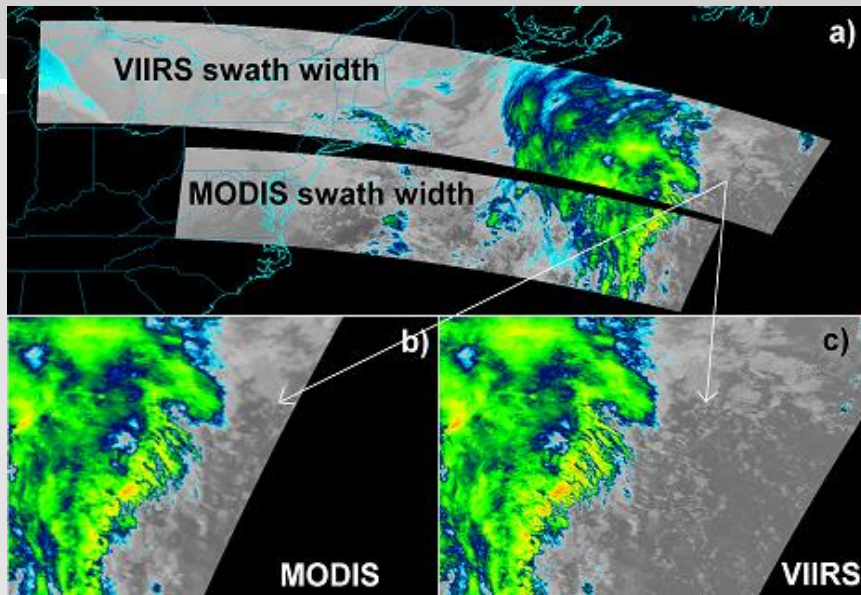 a)
VIIRS swath width
MODIS swath width
b)
c)
MODIS
VIIRS